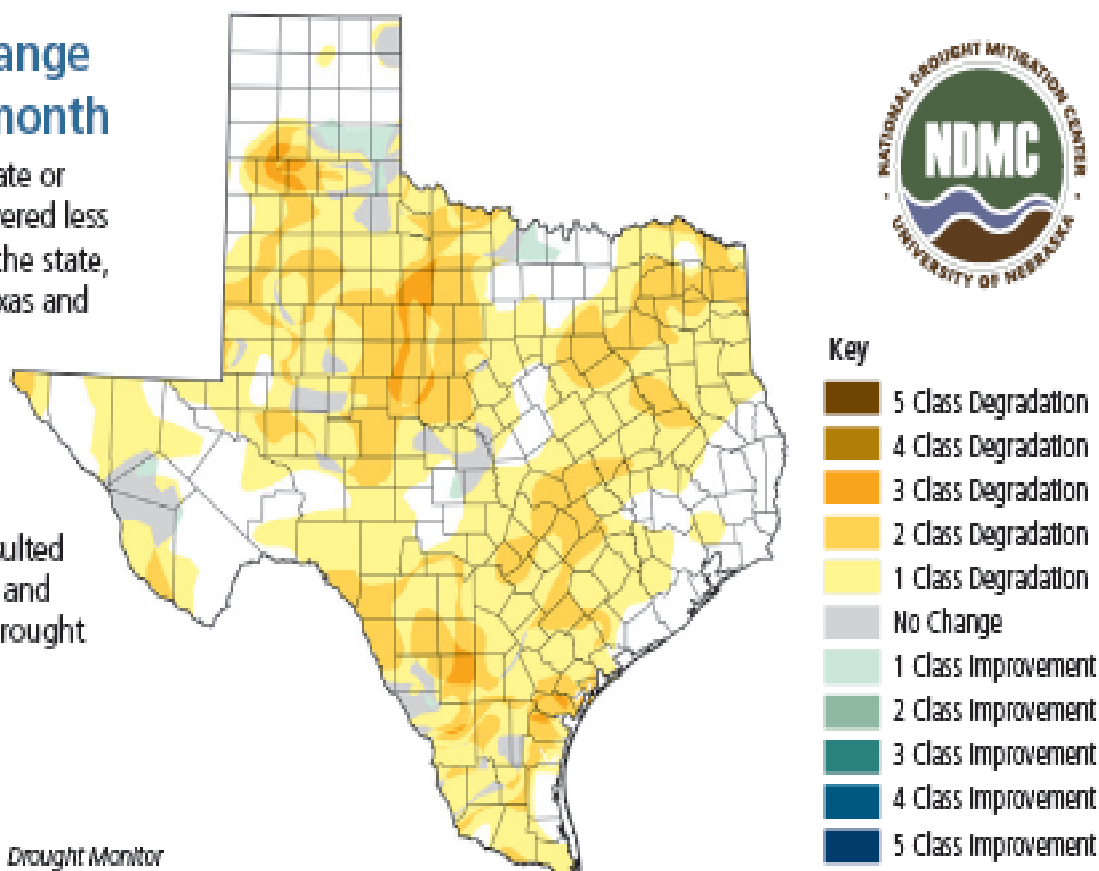 ange
month
ate or
ered less
the state,
xas and
ulted
and
rought
Drought Monitor
NATIONAL DROUGHT MITIGATION CENTER
NDMC
UNIVERSITY OF NEBRASKA
Key
5 Class Degradation
4 Class Degradation
3 Class Degradation
2 Class Degradation
1 Class Degradation
No Change
1 Class Improvement
2 Class Improvement
3 Class Improvement
4 Class Improvement
5 Class Improvement